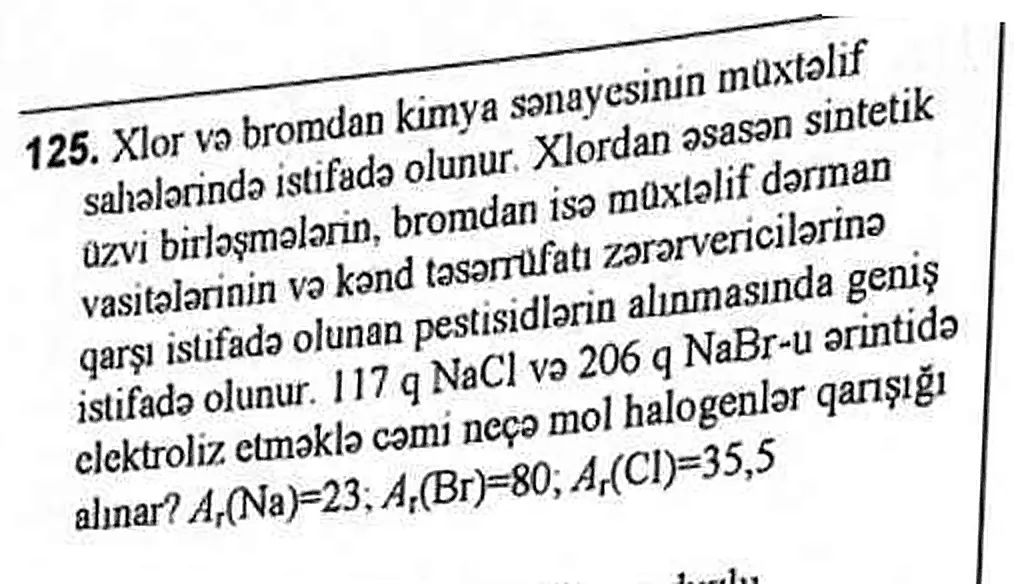 125. Xlor və bromdan kimya sənayesinin müxtəlif
sahələrində istifadə olunur. Xlordan əsasən sintetik
üzvi birləşmələrin, bromdan isə müxtəlif dərman
vasitələrinin və kənd təsərrüfatı zərərvericilərinə
qarşı istifadə olunan pestisidlərin alınmasında geniş
istifadə olunur. 117 q NaCl və 206 q NaBr-u ərintidə
elektroliz etməklə cəmi neçə mol halogenlər qarışığı
alınar? Aᵣ(Na)=23; Aᵣ(Br)=80; Aᵣ(Cl)=35,5